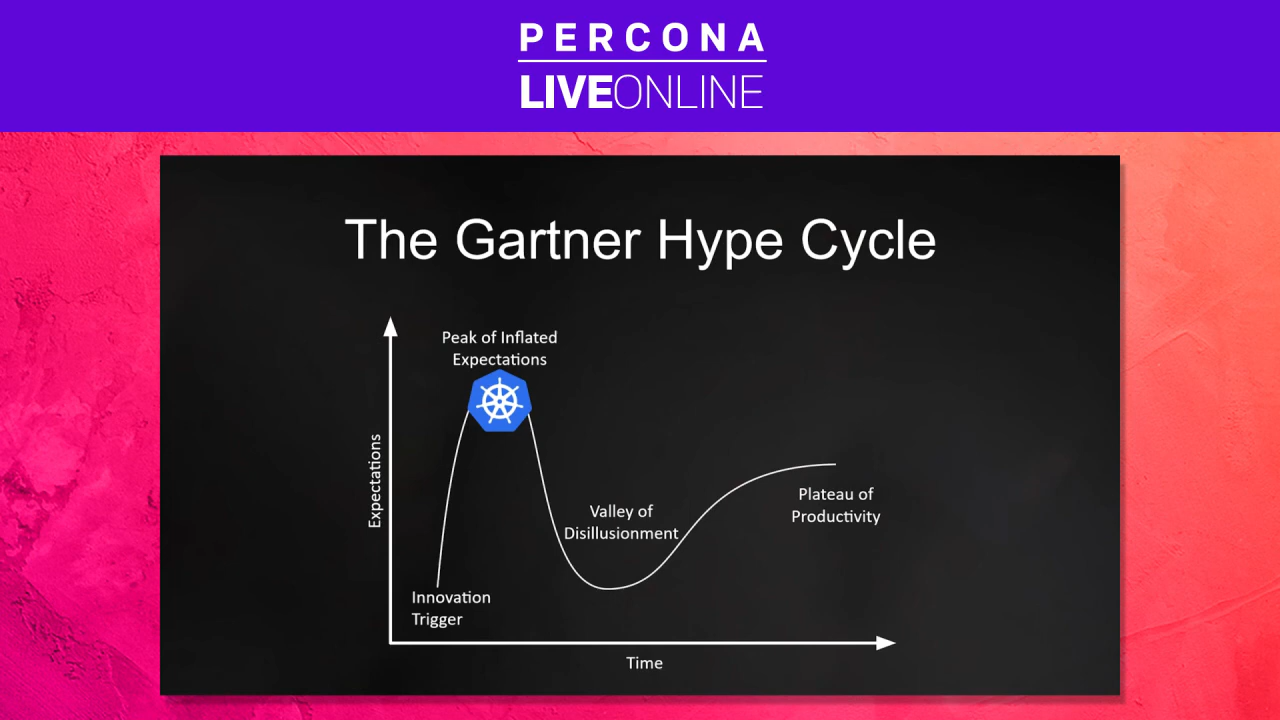 PERCONA
LIVEONLINE
The Gartner Hype Cycle
Peak of Inflated
Expectations
Expectations
Valley of
Disillusionment
Plateau of
Productivity
Innovation
Trigger
Time